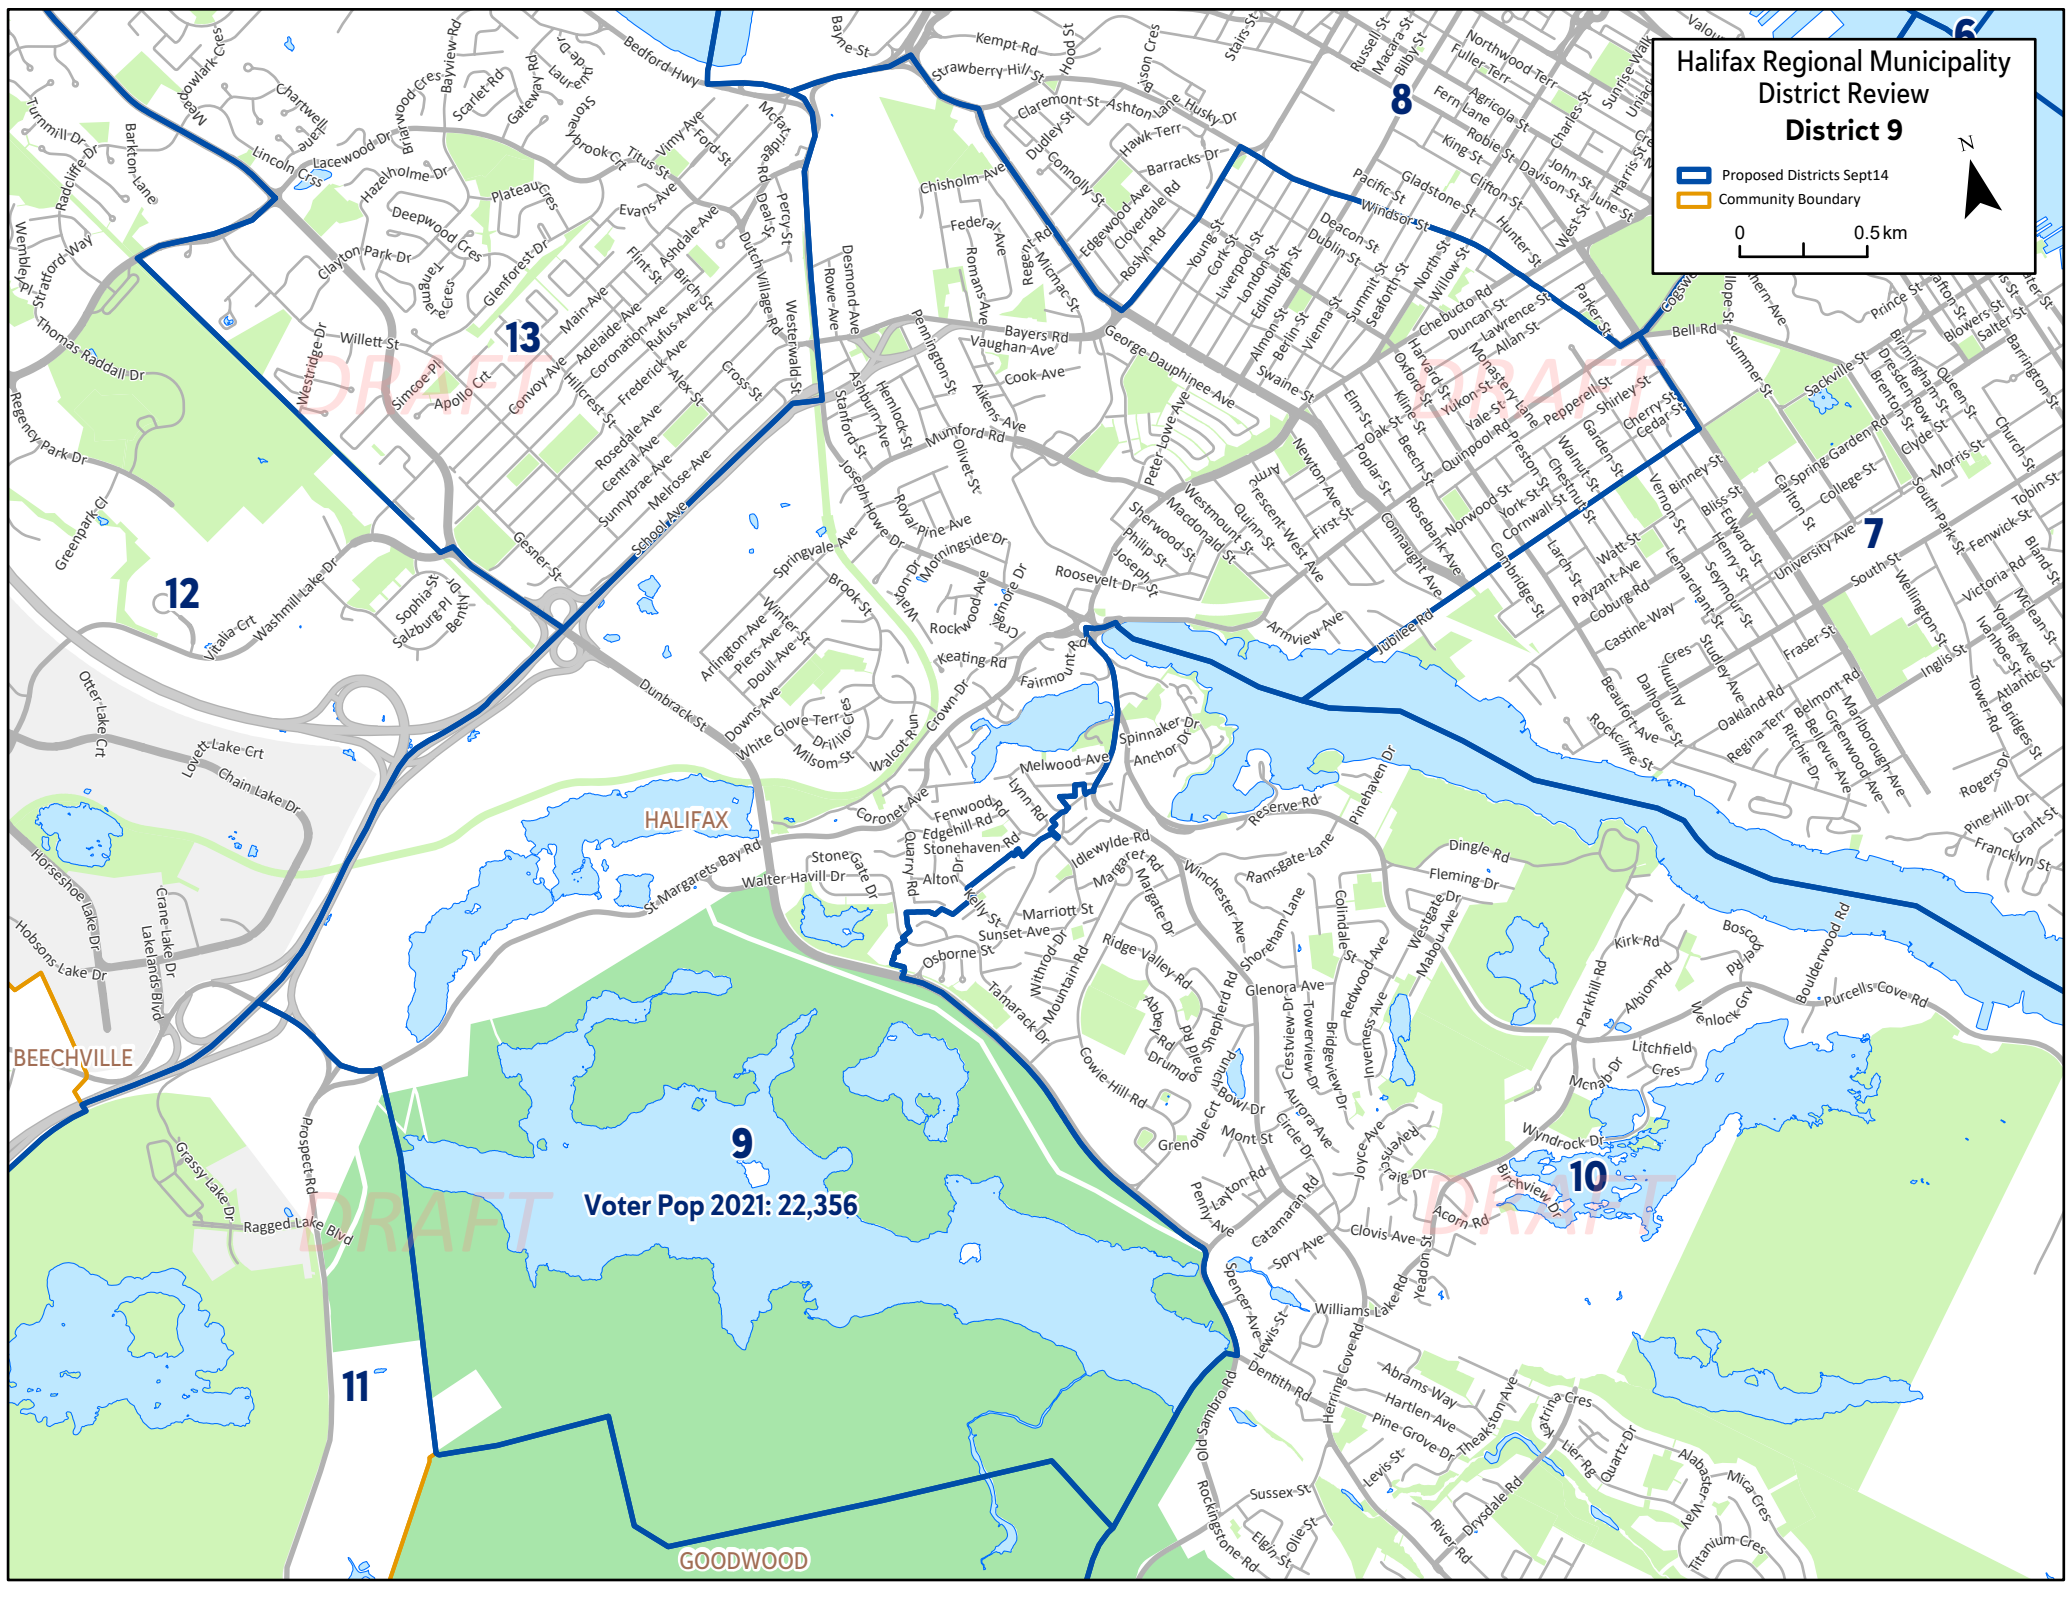 Halifax Regional Municipality
District Review
District 9
N
Proposed Districts Sept14
Community Boundary
0 0.5 km
6
8
13
12
7
9
Voter Pop 2021: 22,356
10
11
HALIFAX
BEECHVILLE
GOODWOOD
DRAFT
DRAFT
DRAFT
DRAFT
Bedford Hwy
Bayne St
Kempt Rd
Strawberry Hill St
Hood St
Bison Cres
Stairs St
Russell St
Macara St
Bilby St
Northwood Terr
Fuller Terr
Sunrise Walk
Agricola St
Fern Lane
Robie St
King St
Charles St
John St
Davison St
June St
Harris St
Claremont St
Ashton Lane
Husky Dr
Dudley St
Hawk Terr
Barracks Dr
Connolly St
Edgewood Ave
Cloverdale Rd
Roslyn Rd
Chisholm Ave
Federal Ave
Romans Ave
Micmac St
Bayers Rd
Vaughan Ave
Cook Ave
Pennington St
Aikens Ave
Mumford Rd
Olivet St
Hemlock St
Ashburn Ave
Stanford St
Desmond Ave
Rowe Ave
Westerwald St
Percy St
Deal St
Dutch Village Rd
Titus St
Vimy Ave
Ford St
Evans Ave
Bayview Rd
Scarlet Rd
Gateway Rd
Briarwood Cres
Lacewood Dr
Chartwell Lane
Lincoln Crss
Hazelholme Dr
Plateau Cres
Deepwood Cres
Clayton Park Dr
Glenforest Dr
Turnmill Dr
Radcliffe Dr
Barkton Lane
Stratford Way
Thomas Raddall Dr
Regency Park Dr
Greenpark Cl
Westridge Dr
Willett St
Simcoe Pl
Apollo Crt
Main Ave
Convoy Ave
Adelaide Ave
Coronation Ave
Rufus Ave
Frederick Ave
Hillcrest St
Alex St
Cross St
Flint St
Birch St
Ashdale Ave
Rosedale Ave
Central Ave
Sunnybrae Ave
Melrose Ave
School Ave
Gesner St
Sophia St
Salzburg Pl
Washmill Lake Dr
Vitalia Crt
Young St
Cork St
Liverpool St
London St
Edinburgh St
Almon St
Berlin St
Vienna St
Pacific St
Windsor St
Gladstone St
Clifton St
Hunter St
West St
Deacon St
Dublin St
Summit St
Seaforth St
North St
Willow St
Chebucto Rd
Duncan St
Lawrence St
Allan St
Parker St
Bell Rd
Summer St
Sackville St
Prince St
Blowers St
Salter St
Barrington St
Birmingham St
Dresden Row
Brenton St
Queen St
Clyde St
Spring Garden Rd
College St
Carlton St
Morris St
Church St
Tobin St
South Park St
Fenwick St
Bland St
University Ave
South St
Victoria Rd
Wellington St
Mclean St
Young Ave
Ivanhoe St
Inglis St
Atlantic St
Tower Rd
Bridges St
Rogers Dr
Pine Hill Dr
Grant St
Francklyn St
George Dauphinee Ave
Peter Lowe Ave
Swaine St
Elm St
Oak St
Poplar St
Beech St
Kline St
Oxford St
Harvard St
Yukon St
Yale St
Monastery Lane
Quinpool Rd
Preston St
Pepperell St
Shirley St
Cherry St
Cedar St
Garden St
Walnut St
Chestnut St
Norwood St
York St
Cornwall St
Cambridge St
Larch St
Vernon St
Binney St
Bliss St
Edward St
Henry St
Seymour St
Lemarchant St
Watt St
Payzant Ave
Coburg Rd
Castine Way
Studley Ave
Fraser St
Oakland Rd
Dalhousie St
Alumni Cres
Beaufort Ave
Rockcliffe St
Regina Terr
Belmont Rd
Marlborough Ave
Greenwood Ave
Bellevue Ave
Ritchie Dr
Newton Ave
Connaught Ave
Rosebank Ave
Jubilee Rd
Armview Ave
First St
Crescent West Ave
Quinn St
Westmount St
Macdonald St
Sherwood St
Philip St
Joseph St
Roosevelt Dr
Joseph Howe Dr
Royal Pine Ave
Morningside Dr
Springvale Ave
Brook St
Walton Dr
Rockwood Ave
Cragmore Dr
Keating Rd
Fairmount Rd
Crown Dr
Walcot Run
Winter St
Arlington Ave
Piers Ave
Doull Ave
Downs Ave
White Glove Terr
Drillio Cres
Milsom St
Dunbrack St
Coronet Ave
Melwood Ave
Spinnaker Dr
Anchor Dr
Lynn Rd
Fenwood Rd
Edgehill Rd
Stonehaven Rd
Quarry Rd
Alton Dr
Kelly St
Stone Gate Dr
Walter Havill Dr
St Margarets Bay Rd
Idlewylde Rd
Margaret Rd
Margate Dr
Marriott St
Sunset Ave
Osborne St
Withrod Dr
Mountain Rd
Tamarack Dr
Ridge Valley Rd
Abbey Rd
Drumdonald Rd
Shepherd Rd
Cowie Hill Rd
Grenoble Crt
Punch Bowl Dr
Mont St
Layton Rd
Penny Ave
Winchester Ave
Shoreham Lane
Ramsgate Lane
Reserve Rd
Pinehaven Dr
Glenora Ave
Crestview Dr
Towerview Dr
Bridgeview Dr
Inverness Ave
Redwood Ave
Colindale St
Westgate Dr
Mabou Ave
Fleming Dr
Dingle Rd
Aurora Ave
Circle Dr
Joyce Ave
Ravens Craig Dr
Catamaran Rd
Spry Ave
Clovis Ave
Acorn Rd
Yeadon St
Williams Lake Rd
Herring Cove Rd
Birchview Dr
Wyndrock Dr
Mcnab Dr
Litchfield Cres
Parkhill Rd
Kirk Rd
Albion Rd
Wenlock Grv
Boscobel Rd
Boulderwood Rd
Purcells Cove Rd
Spencer Ave
Lewis St
Dentith Rd
Old Sambro Rd
Rockingstone Rd
Sussex St
Elgin St
Olie St
Abrams Way
Hartlen Ave
Pine Grove Dr
Theakston Ave
Levis St
Katrina Cres
Lier Rg
Quartz Dr
Alabaster Way
Mica Cres
Titanium Cres
Drysdale Rd
River Rd
Otter Lake Crt
Lovett Lake Crt
Chain Lake Dr
Horseshoe Lake Dr
Hobsons Lake Dr
Crane Lake Dr
Lakelands Blvd
Prospect Rd
Grassy Lake Dr
Ragged Lake Blvd